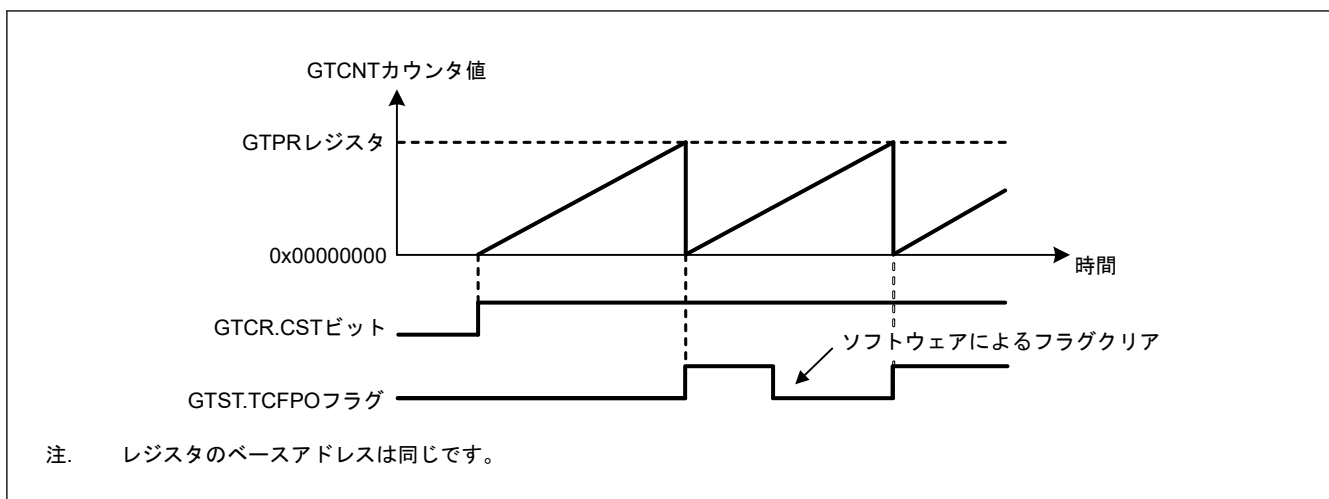 GTCNTカウンタ値
GTPRレジスタ
0x00000000
時間
GTCR.CSTビット
ソフトウェアによるフラグクリア
GTST.TCFPOフラグ
注. レジスタのベースアドレスは同じです。